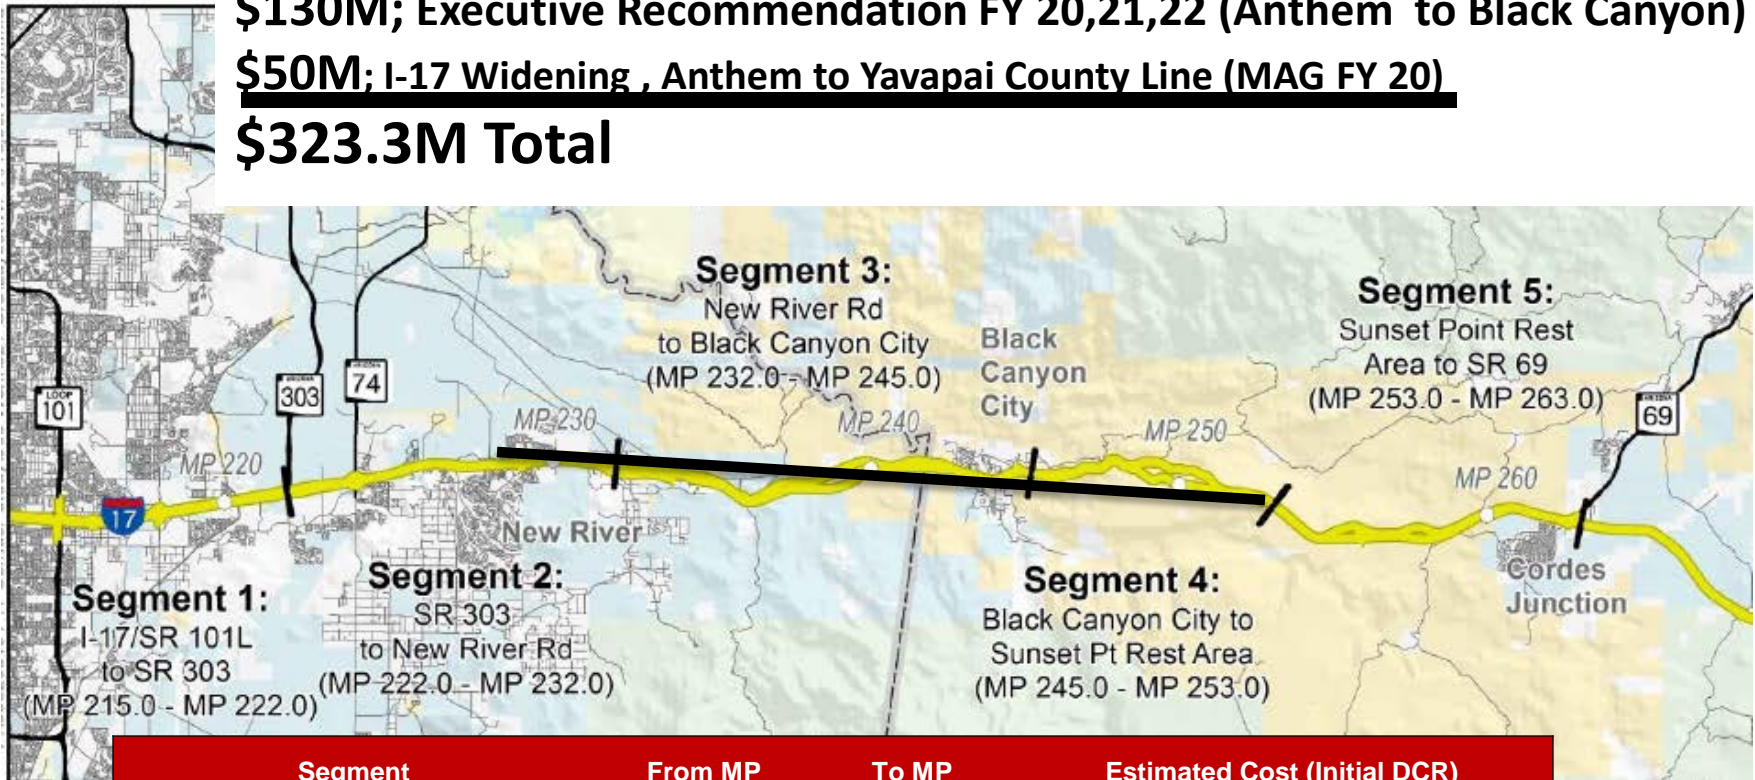 $130M; Executive Recommendation FY 20,21,22 (Anthem to Black Canyon)
$50M; I-17 Widening , Anthem to Yavapai County Line (MAG FY 20)
$323.3M Total
Segment 3:
New River Rd
to Black Canyon City
(MP 232.0 - MP 245.0)
Black
Canyon
City
Segment 5:
Sunset Point Rest
Area to SR 69
(MP 253.0 - MP 263.0)
LOOP
101
ARIZONA
303
ARIZONA
74
ARIZONA
69
MP 220
MP 230
MP 240
MP 250
MP 260
17
New River
Cordes
Junction
Segment 1:
I-17/SR 101L
to SR 303
(MP 215.0 - MP 222.0)
Segment 2:
SR 303
to New River Rd
(MP 222.0 - MP 232.0)
Segment 4:
Black Canyon City to
Sunset Pt Rest Area
(MP 245.0 - MP 253.0)
Segment From MP To MP Estimated Cost (Initial DCR)